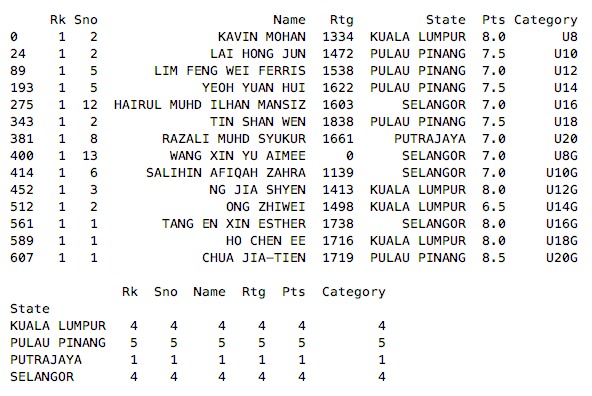 Rk Sno Name Rtg State Pts Category
0 1 2 KAVIN MOHAN 1334 KUALA LUMPUR 8.0 U8
24 1 2 LAI HONG JUN 1472 PULAU PINANG 7.5 U10
89 1 5 LIM FENG WEI FERRIS 1538 PULAU PINANG 7.0 U12
193 1 5 YEOH YUAN HUI 1622 PULAU PINANG 7.5 U14
275 1 12 HAIRUL MUHD ILHAN MANSIZ 1603 SELANGOR 7.0 U16
343 1 2 TIN SHAN WEN 1838 PULAU PINANG 7.5 U18
381 1 8 RAZALI MUHD SYUKUR 1661 PUTRAJAYA 7.0 U20
400 1 13 WANG XIN YU AIMEE 0 SELANGOR 7.0 U8G
414 1 6 SALIHIN AFIQAH ZAHRA 1139 SELANGOR 7.0 U10G
452 1 3 NG JIA SHYEN 1413 KUALA LUMPUR 8.0 U12G
512 1 2 ONG ZHIWEI 1498 KUALA LUMPUR 6.5 U14G
561 1 1 TANG EN XIN ESTHER 1738 SELANGOR 8.0 U16G
589 1 1 HO CHEN EE 1716 KUALA LUMPUR 8.0 U18G
607 1 1 CHUA JIA-TIEN 1719 PULAU PINANG 8.5 U20G
Rk Sno Name Rtg Pts Category
State
KUALA LUMPUR 4 4 4 4 4 4
PULAU PINANG 5 5 5 5 5 5
PUTRAJAYA 1 1 1 1 1 1
SELANGOR 4 4 4 4 4 4